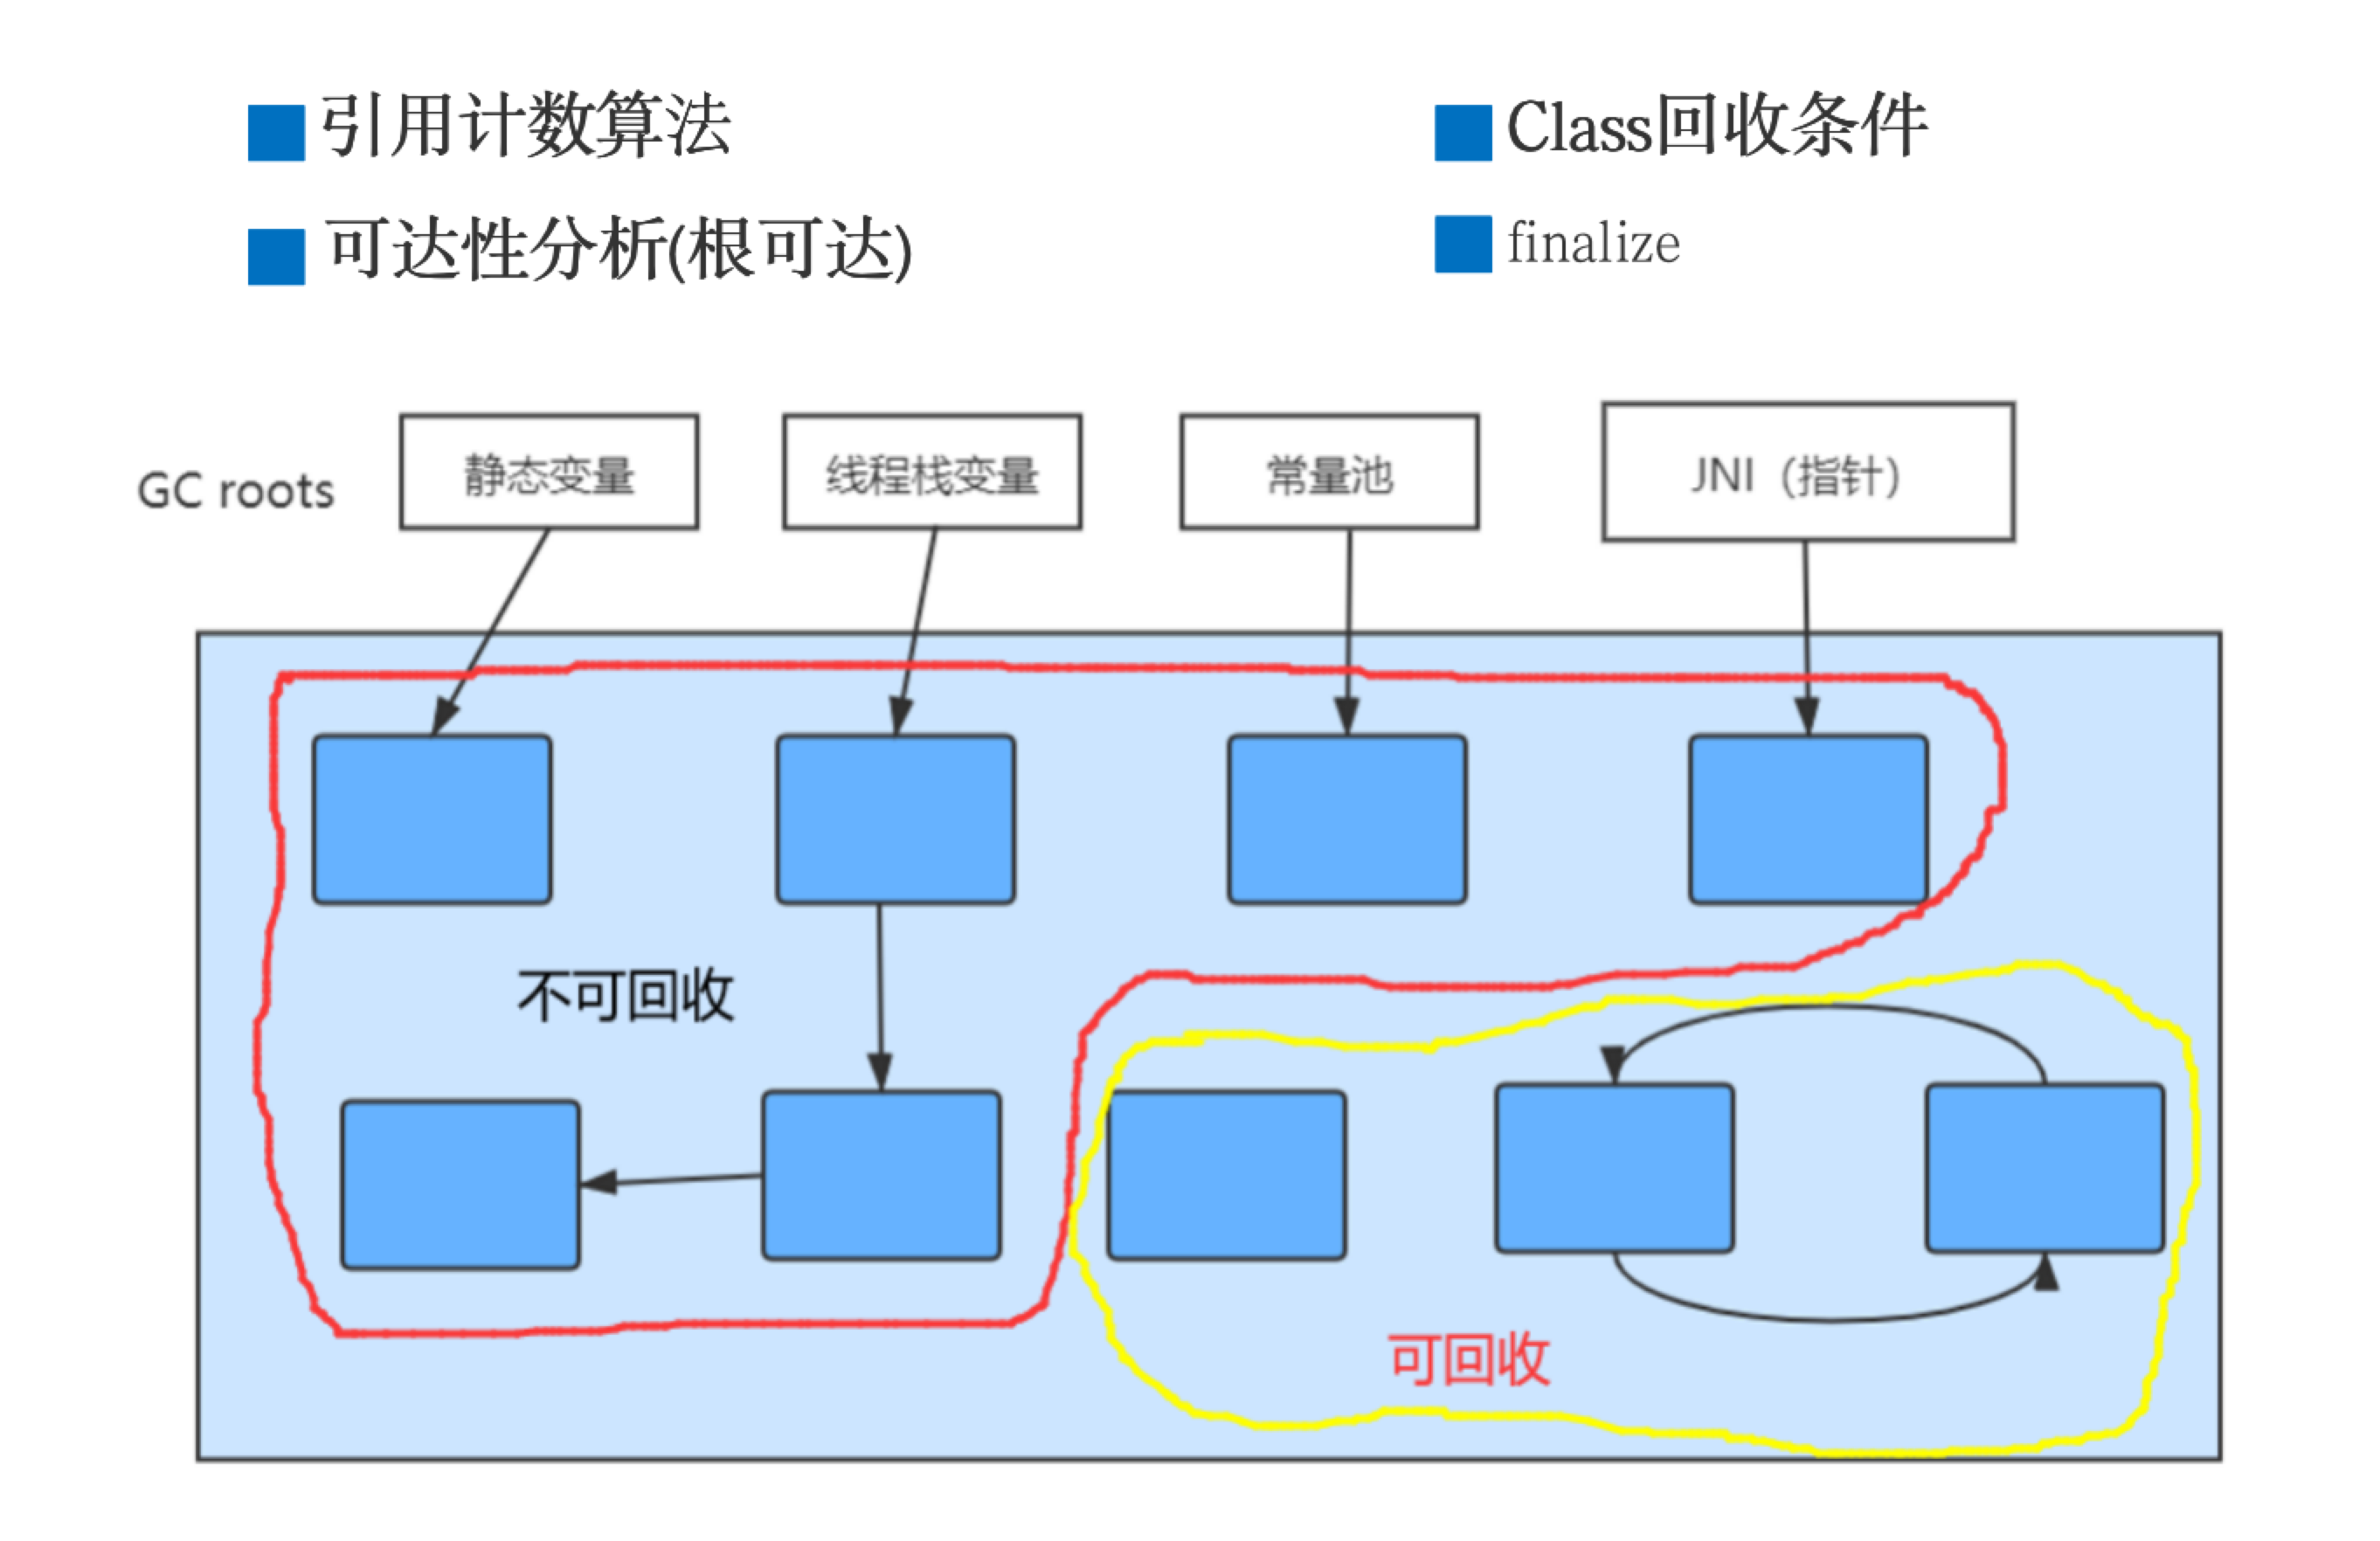 引用计数算法
可达性分析(根可达)
Class回收条件
finalize
GC roots
静态变量
线程栈变量
常量池
JNI（指针）
不可回收
可回收